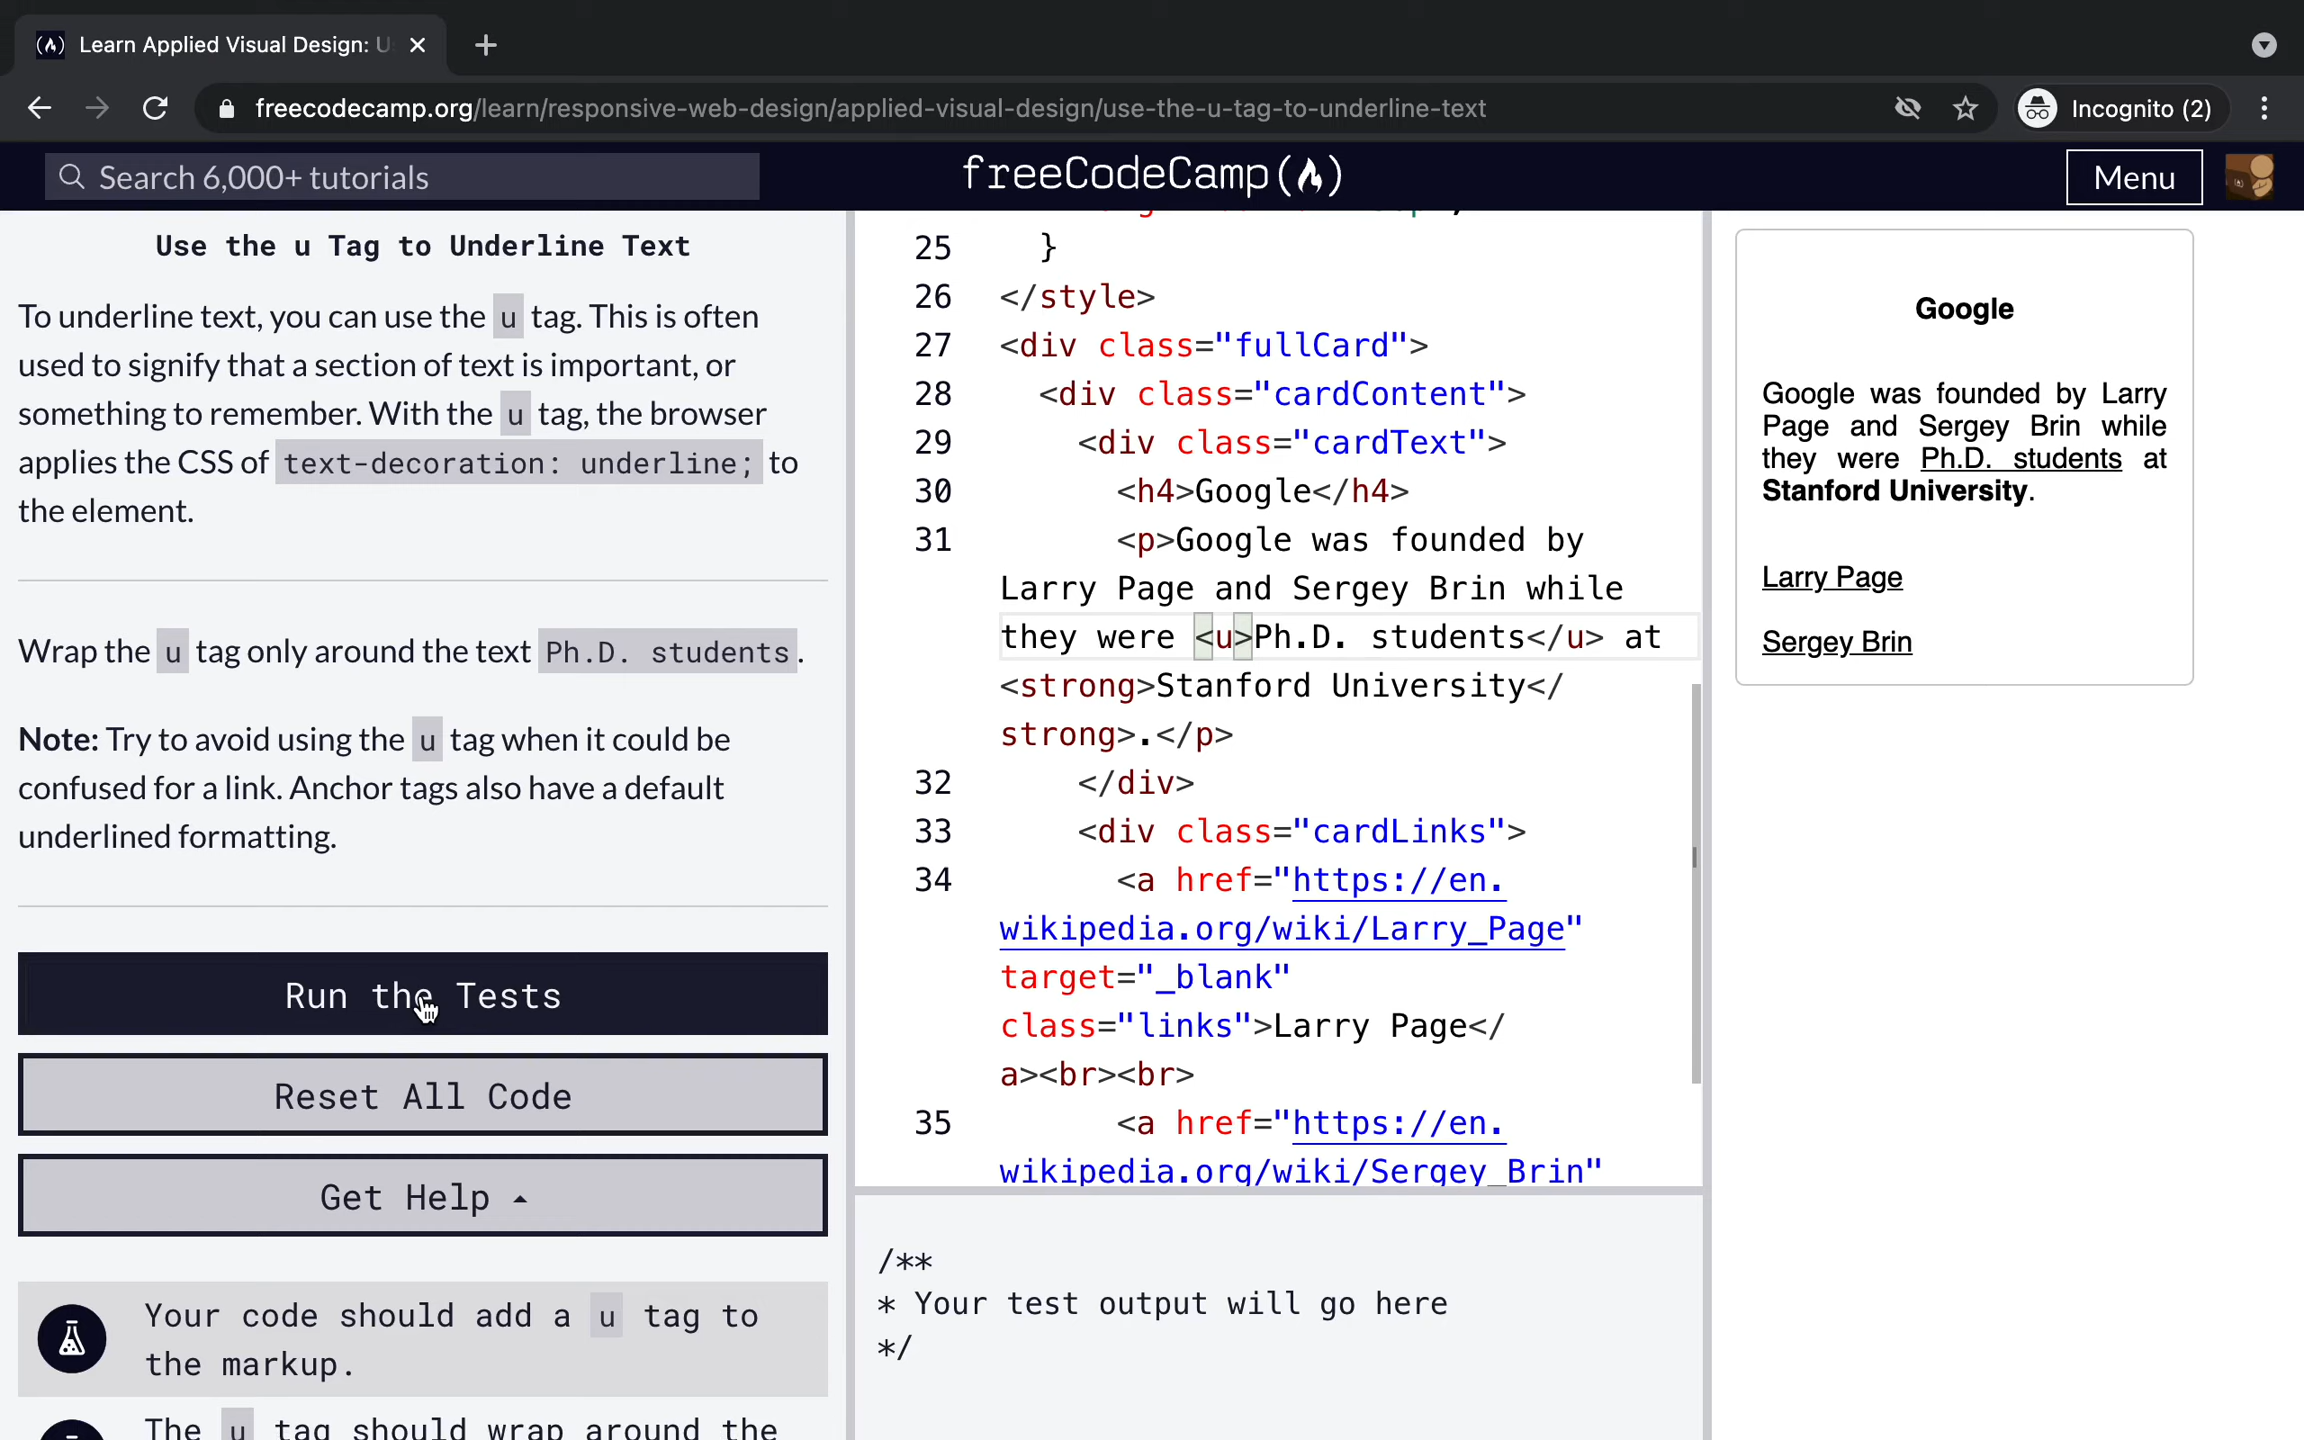 Learn Applied Visual Design: U
freecodecamp.org/learn/responsive-web-design/applied-visual-design/use-the-u-tag-to-underline-text
Incognito (2)
Search 6,000+ tutorials
freeCodeCamp
Menu
Use the u Tag to Underline Text
To underline text, you can use the u tag. This is often
used to signify that a section of text is important, or
something to remember. With the u tag, the browser
applies the CSS of text-decoration: underline; to
the element.
Wrap the u tag only around the text Ph.D. students.
Note: Try to avoid using the u tag when it could be
confused for a link. Anchor tags also have a default
underlined formatting.
Run the Tests
Reset All Code
Get Help
Your code should add a u tag to
the markup.
The u tag should wrap around the
25 }
26 </style>
27 <div class="fullCard">
28 <div class="cardContent">
29 <div class="cardText">
30 <h4>Google</h4>
31 <p>Google was founded by
Larry Page and Sergey Brin while
they were <u>Ph.D. students</u> at
<strong>Stanford University</
strong>.</p>
32 </div>
33 <div class="cardLinks">
34 <a href="https://en.
wikipedia.org/wiki/Larry_Page"
target="_blank"
class="links">Larry Page</
a><br><br>
35 <a href="https://en.
wikipedia.org/wiki/Sergey_Brin"
/**
* Your test output will go here
*/
Google
Google was founded by Larry
Page and Sergey Brin while
they were Ph.D. students at
Stanford University.
Larry Page
Sergey Brin